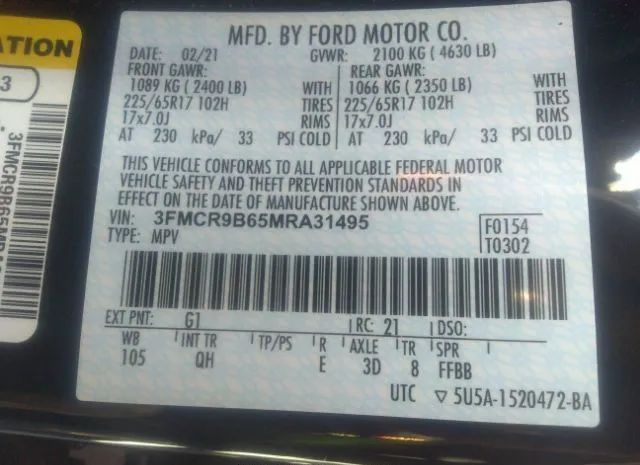 ATION
3
3FMCR9B65MRA
MFD. BY FORD MOTOR CO.
DATE: 02/21 GVWR: 2100 KG (4630 LB)
FRONT GAWR: REAR GAWR:
1089 KG (2400 LB) WITH 1066 KG (2350 LB) WITH
225/65R17 102H TIRES 225/65R17 102H TIRES
17x7.0J RIMS 17x7.0J RIMS
AT 230 kPa/ 33 PSI COLD AT 230 kPa/ 33 PSI COLD
THIS VEHICLE CONFORMS TO ALL APPLICABLE FEDERAL MOTOR
VEHICLE SAFETY AND THEFT PREVENTION STANDARDS IN
EFFECT ON THE DATE OF MANUFACTURE SHOWN ABOVE.
VIN: 3FMCR9B65MRA31495
TYPE: MPV
F0154
T0302
EXT PNT: G1 RC: 21 DSO:
WB INT TR TP/PS R AXLE TR SPR
105 QH E 3D 8 FFBB
UTC ▽ 5U5A-1520472-BA